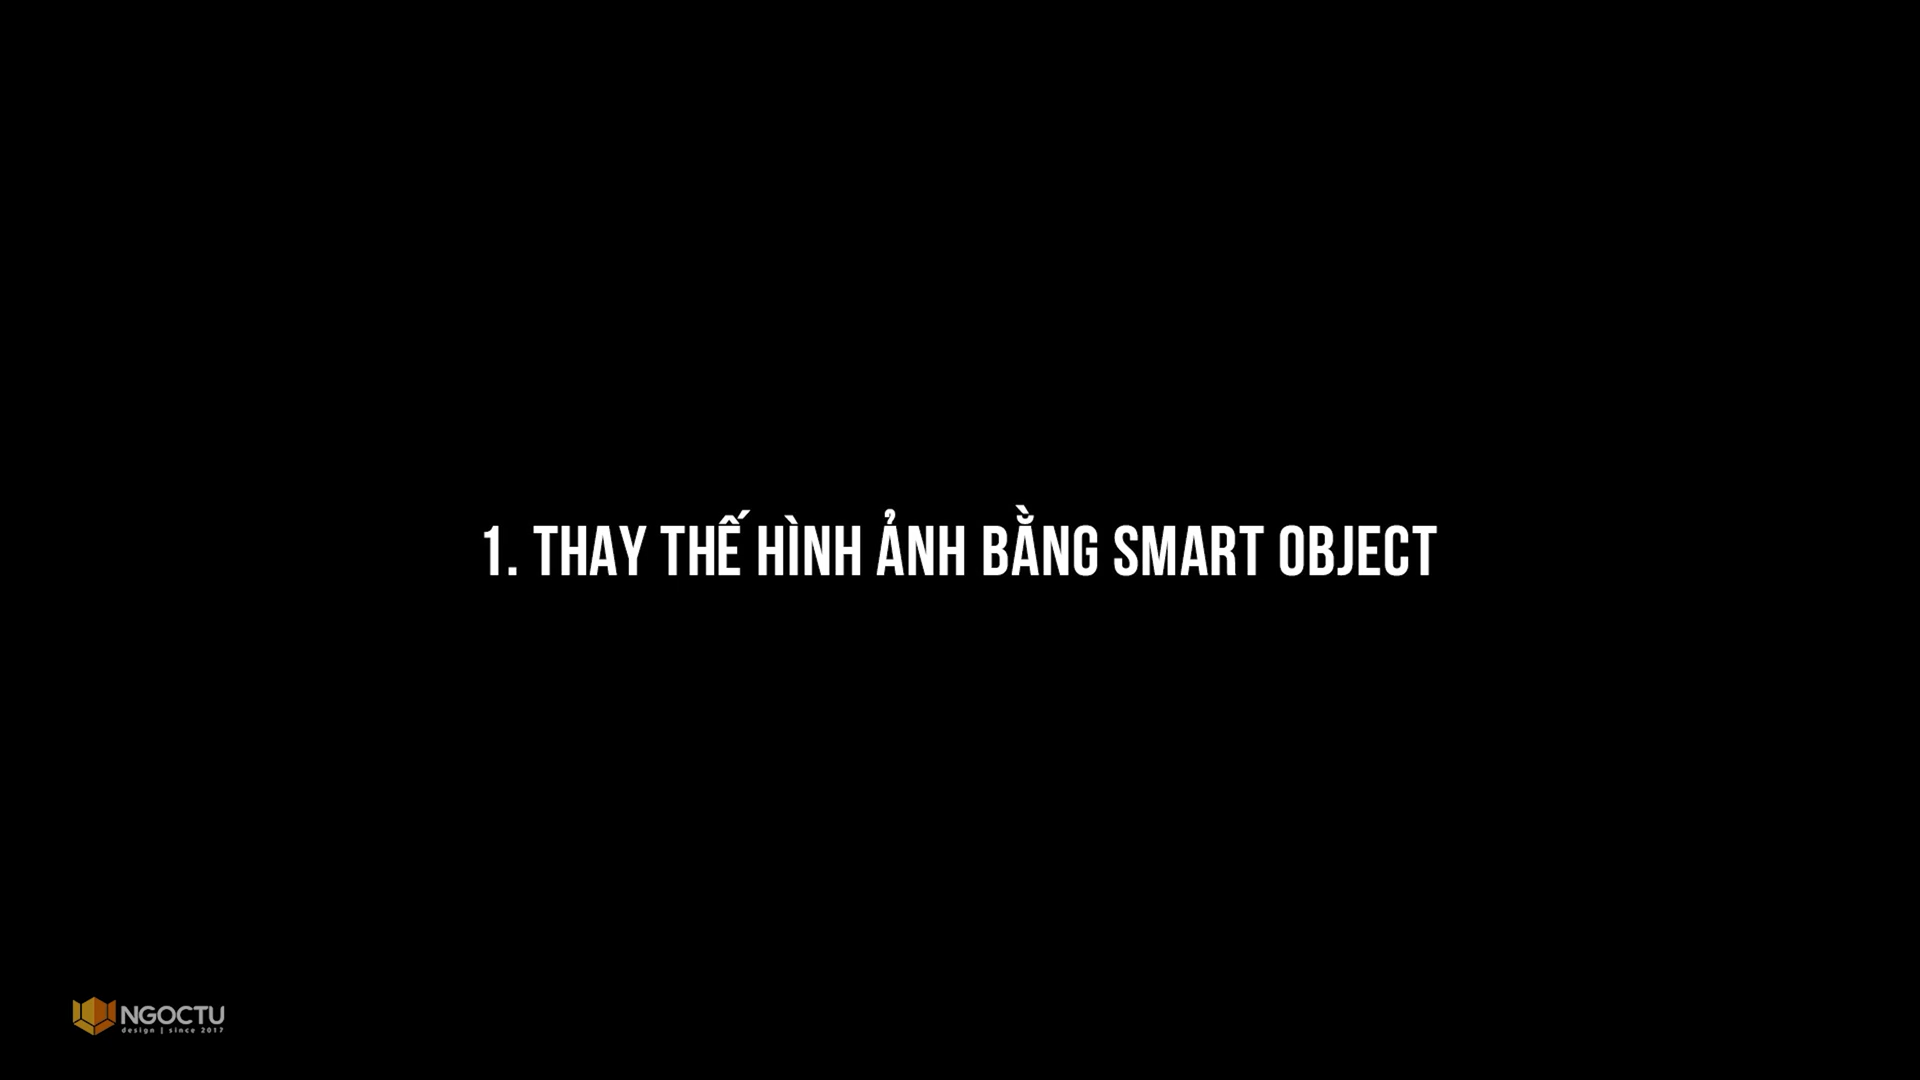 1. THAY THẾ HÌNH ẢNH BẰNG SMART OBJECT
NGOCTU
design | since 2017